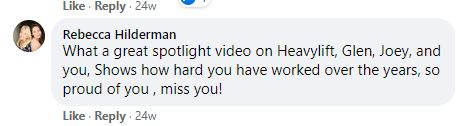 Like · Reply · 24w
Rebecca Hilderman
What a great spotlight video on Heavylift, Glen, Joey, and
you, Shows how hard you have worked over the years, so
proud of you , miss you!
Like · Reply · 24w